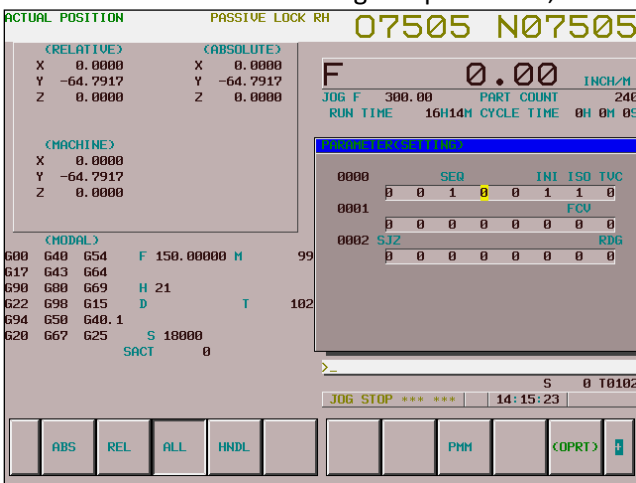 ACTUAL POSITION PASSIVE LOCK RH O7505 N07505
(RELATIVE) (ABSOLUTE)
X 0.0000 X 0.0000
Y -64.7917 Y -64.7917
Z 0.0000 Z 0.0000
(MACHINE)
X 0.0000
Y -64.7917
Z 0.0000
(MODAL)
G00 G40 G54 F 150.00000 M 99
G17 G43 G64
G90 G80 G69 H 21
G22 G98 G15 D T 102
G94 G50 G40.1
G20 G67 G25 S 18000
SACT 0
F 0.00 INCH/M
JOG F 300.00 PART COUNT 240
RUN TIME 16H14M CYCLE TIME 0H 0M 0S
PARAMETER(SETTING)
0000 SEQ INI ISO TVC
0 0 1 0 0 1 1 0
0001 FCV
0 0 0 0 0 0 0 0
0002 SJZ RDG
0 0 0 0 0 0 0 0
>_
S 0 T0102
JOG STOP *** *** 14:15:23
ABS REL ALL HNDL PMM (OPRT) +